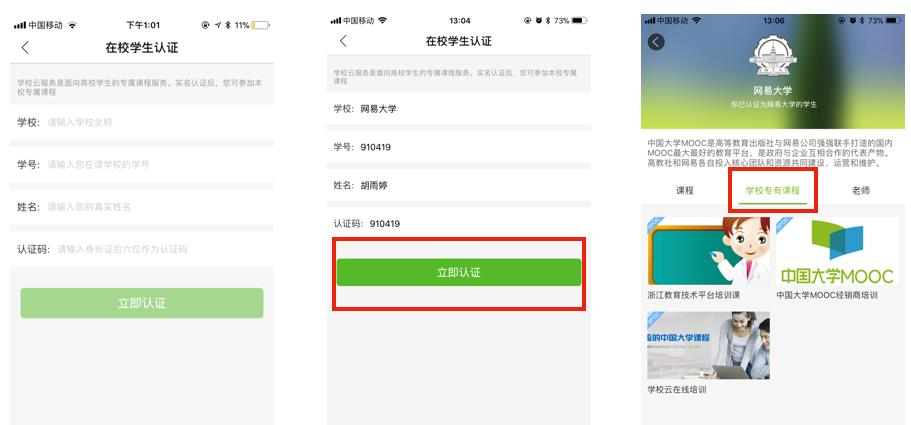 中国移动
下午1:01
11%
在校学生认证
学校云服务是面向高校学生的专属课程服务。实名认证后，您可参加本
校专属课程
学校: 请输入学校全称
学号: 请输入您在读学校的学号
姓名: 请输入您的真实姓名
认证码: 请输入身份证后六位作为认证码
立即认证
中国移动
13:04
75%
在校学生认证
学校云服务是面向高校学生的专属课程服务。实名认证后，您可参加本校专属
课程
学校: 网易大学
学号: 910419
姓名: 胡雨婷
认证码: 910419
立即认证
中国移动
13:06
73%
网易大学
你已认证为网易大学的学生
中国大学MOOC是高等教育出版社与网易公司强强联手打造的国内
MOOC最大最好的教育平台，是政府与企业互相合作的代表产物。
高教社和网易各自投入核心团队和资源共同建设、运营和维护。
课程
学校专有课程
老师
中国大学MOOC
浙江教育技术平台培训课
中国大学MOOC经销商培训
的中国大学课程
学校云在线培训